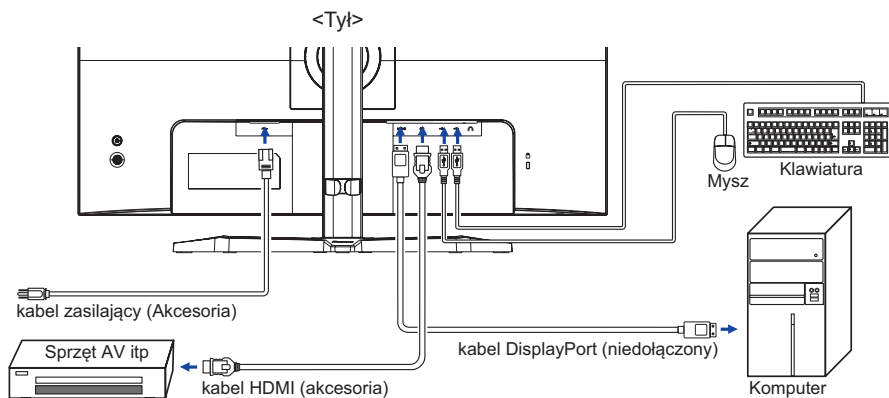 <Tył>
Mysz
Klawiatura
kabel zasilający (Akcesoria)
Sprzęt AV itp
kabel HDMI (akcesoria)
kabel DisplayPort (niedołączony)
Komputer